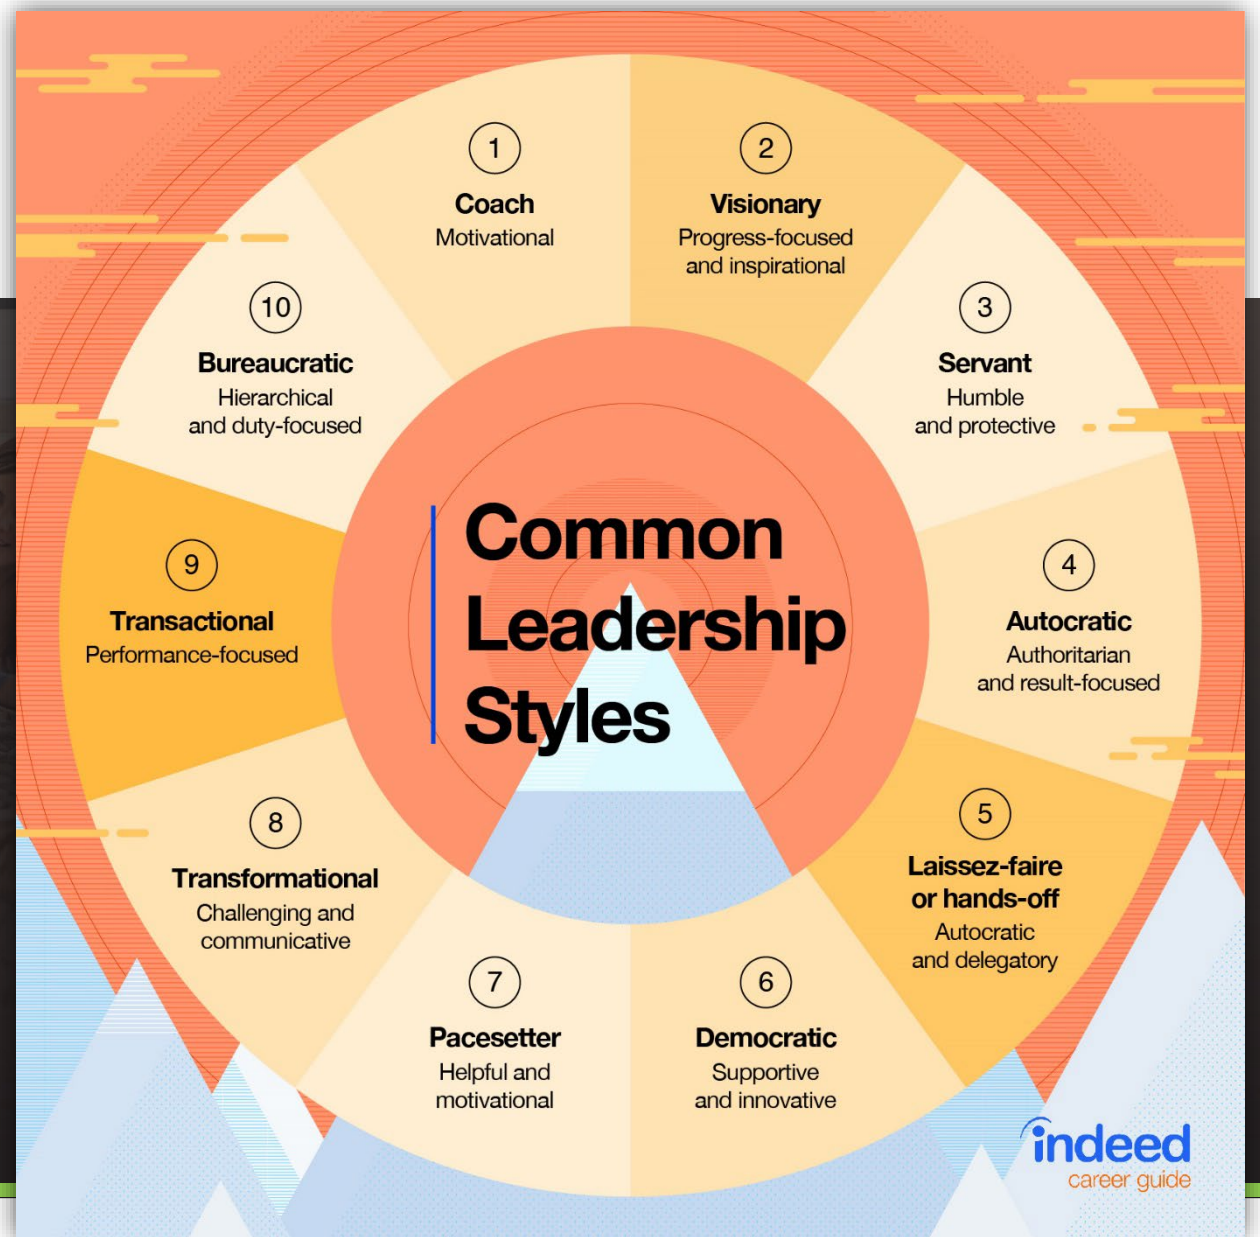 1
Coach
Motivational
2
Visionary
Progress-focused
and inspirational
3
Servant
Humble
and protective
4
Autocratic
Authoritarian
and result-focused
5
Laissez-faire
or hands-off
Autocratic
and delegatory
6
Democratic
Supportive
and innovative
7
Pacesetter
Helpful and
motivational
8
Transformational
Challenging and
communicative
9
Transactional
Performance-focused
10
Bureaucratic
Hierarchical
and duty-focused
Common
Leadership
Styles
indeed
career guide